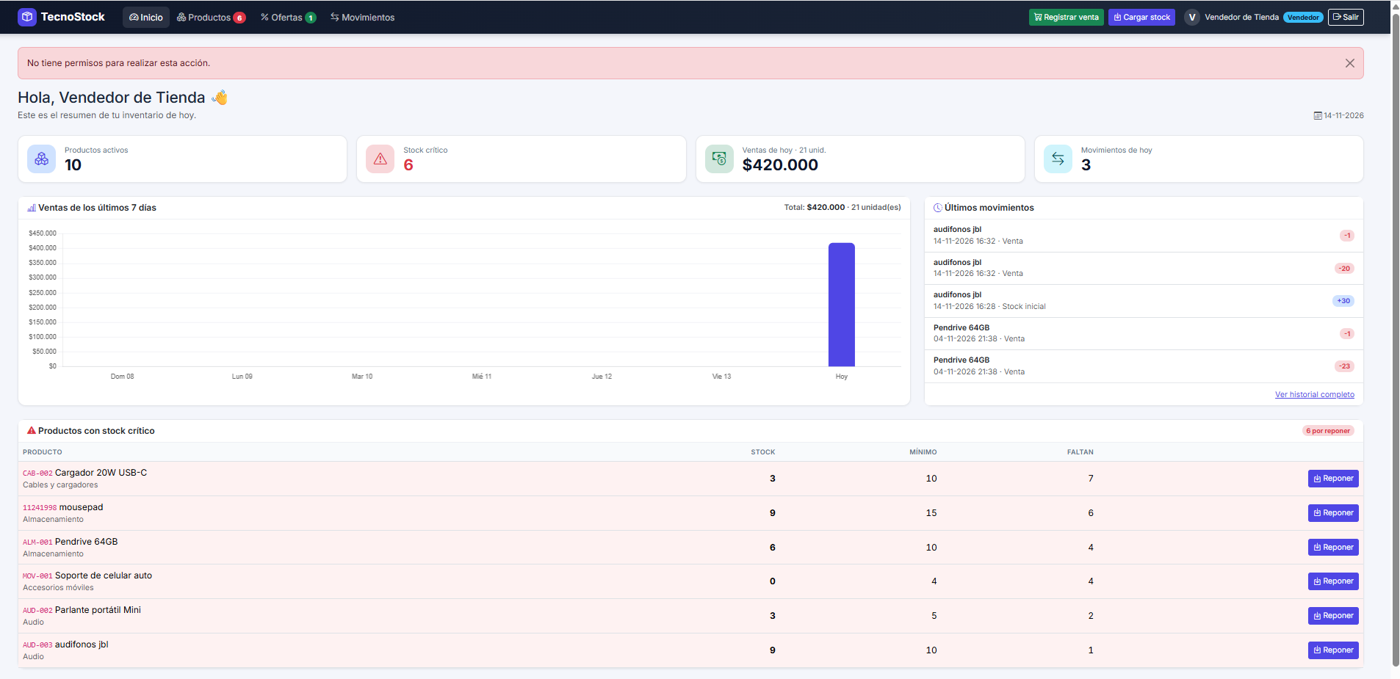 TecnoStock Inicio Productos 6 % Ofertas 1 Movimientos Registrar venta Cargar stock V Vendedor de Tienda Vendedor Salir
No tiene permisos para realizar esta acción.
Hola, Vendedor de Tienda 👋
Este es el resumen de tu inventario de hoy. 14-11-2026
Productos activos
10
Stock crítico
6
Ventas de hoy · 21 unid.
$420.000
Movimientos de hoy
3
Ventas de los últimos 7 días Total: $420.000 · 21 unidad(es)
$450.000
$400.000
$350.000
$300.000
$250.000
$200.000
$150.000
$100.000
$50.000
$0
Dom 08 Lun 09 Mar 10 Mié 11 Jue 12 Vie 13 Hoy
Últimos movimientos
audifonos jbl
14-11-2026 16:32 · Venta -1
audifonos jbl
14-11-2026 16:32 · Venta -20
audifonos jbl
14-11-2026 16:28 · Stock inicial +30
Pendrive 64GB
04-11-2026 21:38 · Venta -1
Pendrive 64GB
04-11-2026 21:38 · Venta -23
Ver historial completo
Productos con stock crítico 6 por reponer
PRODUCTO STOCK MÍNIMO FALTAN
CAB-002 Cargador 20W USB-C 3 10 7 Reponer
Cables y cargadores
11241998 mousepad 9 15 6 Reponer
Almacenamiento
ALM-001 Pendrive 64GB 6 10 4 Reponer
Almacenamiento
MOV-001 Soporte de celular auto 0 4 4 Reponer
Accesorios móviles
AUD-002 Parlante portátil Mini 3 5 2 Reponer
Audio
AUD-003 audifonos jbl 9 10 1 Reponer
Audio